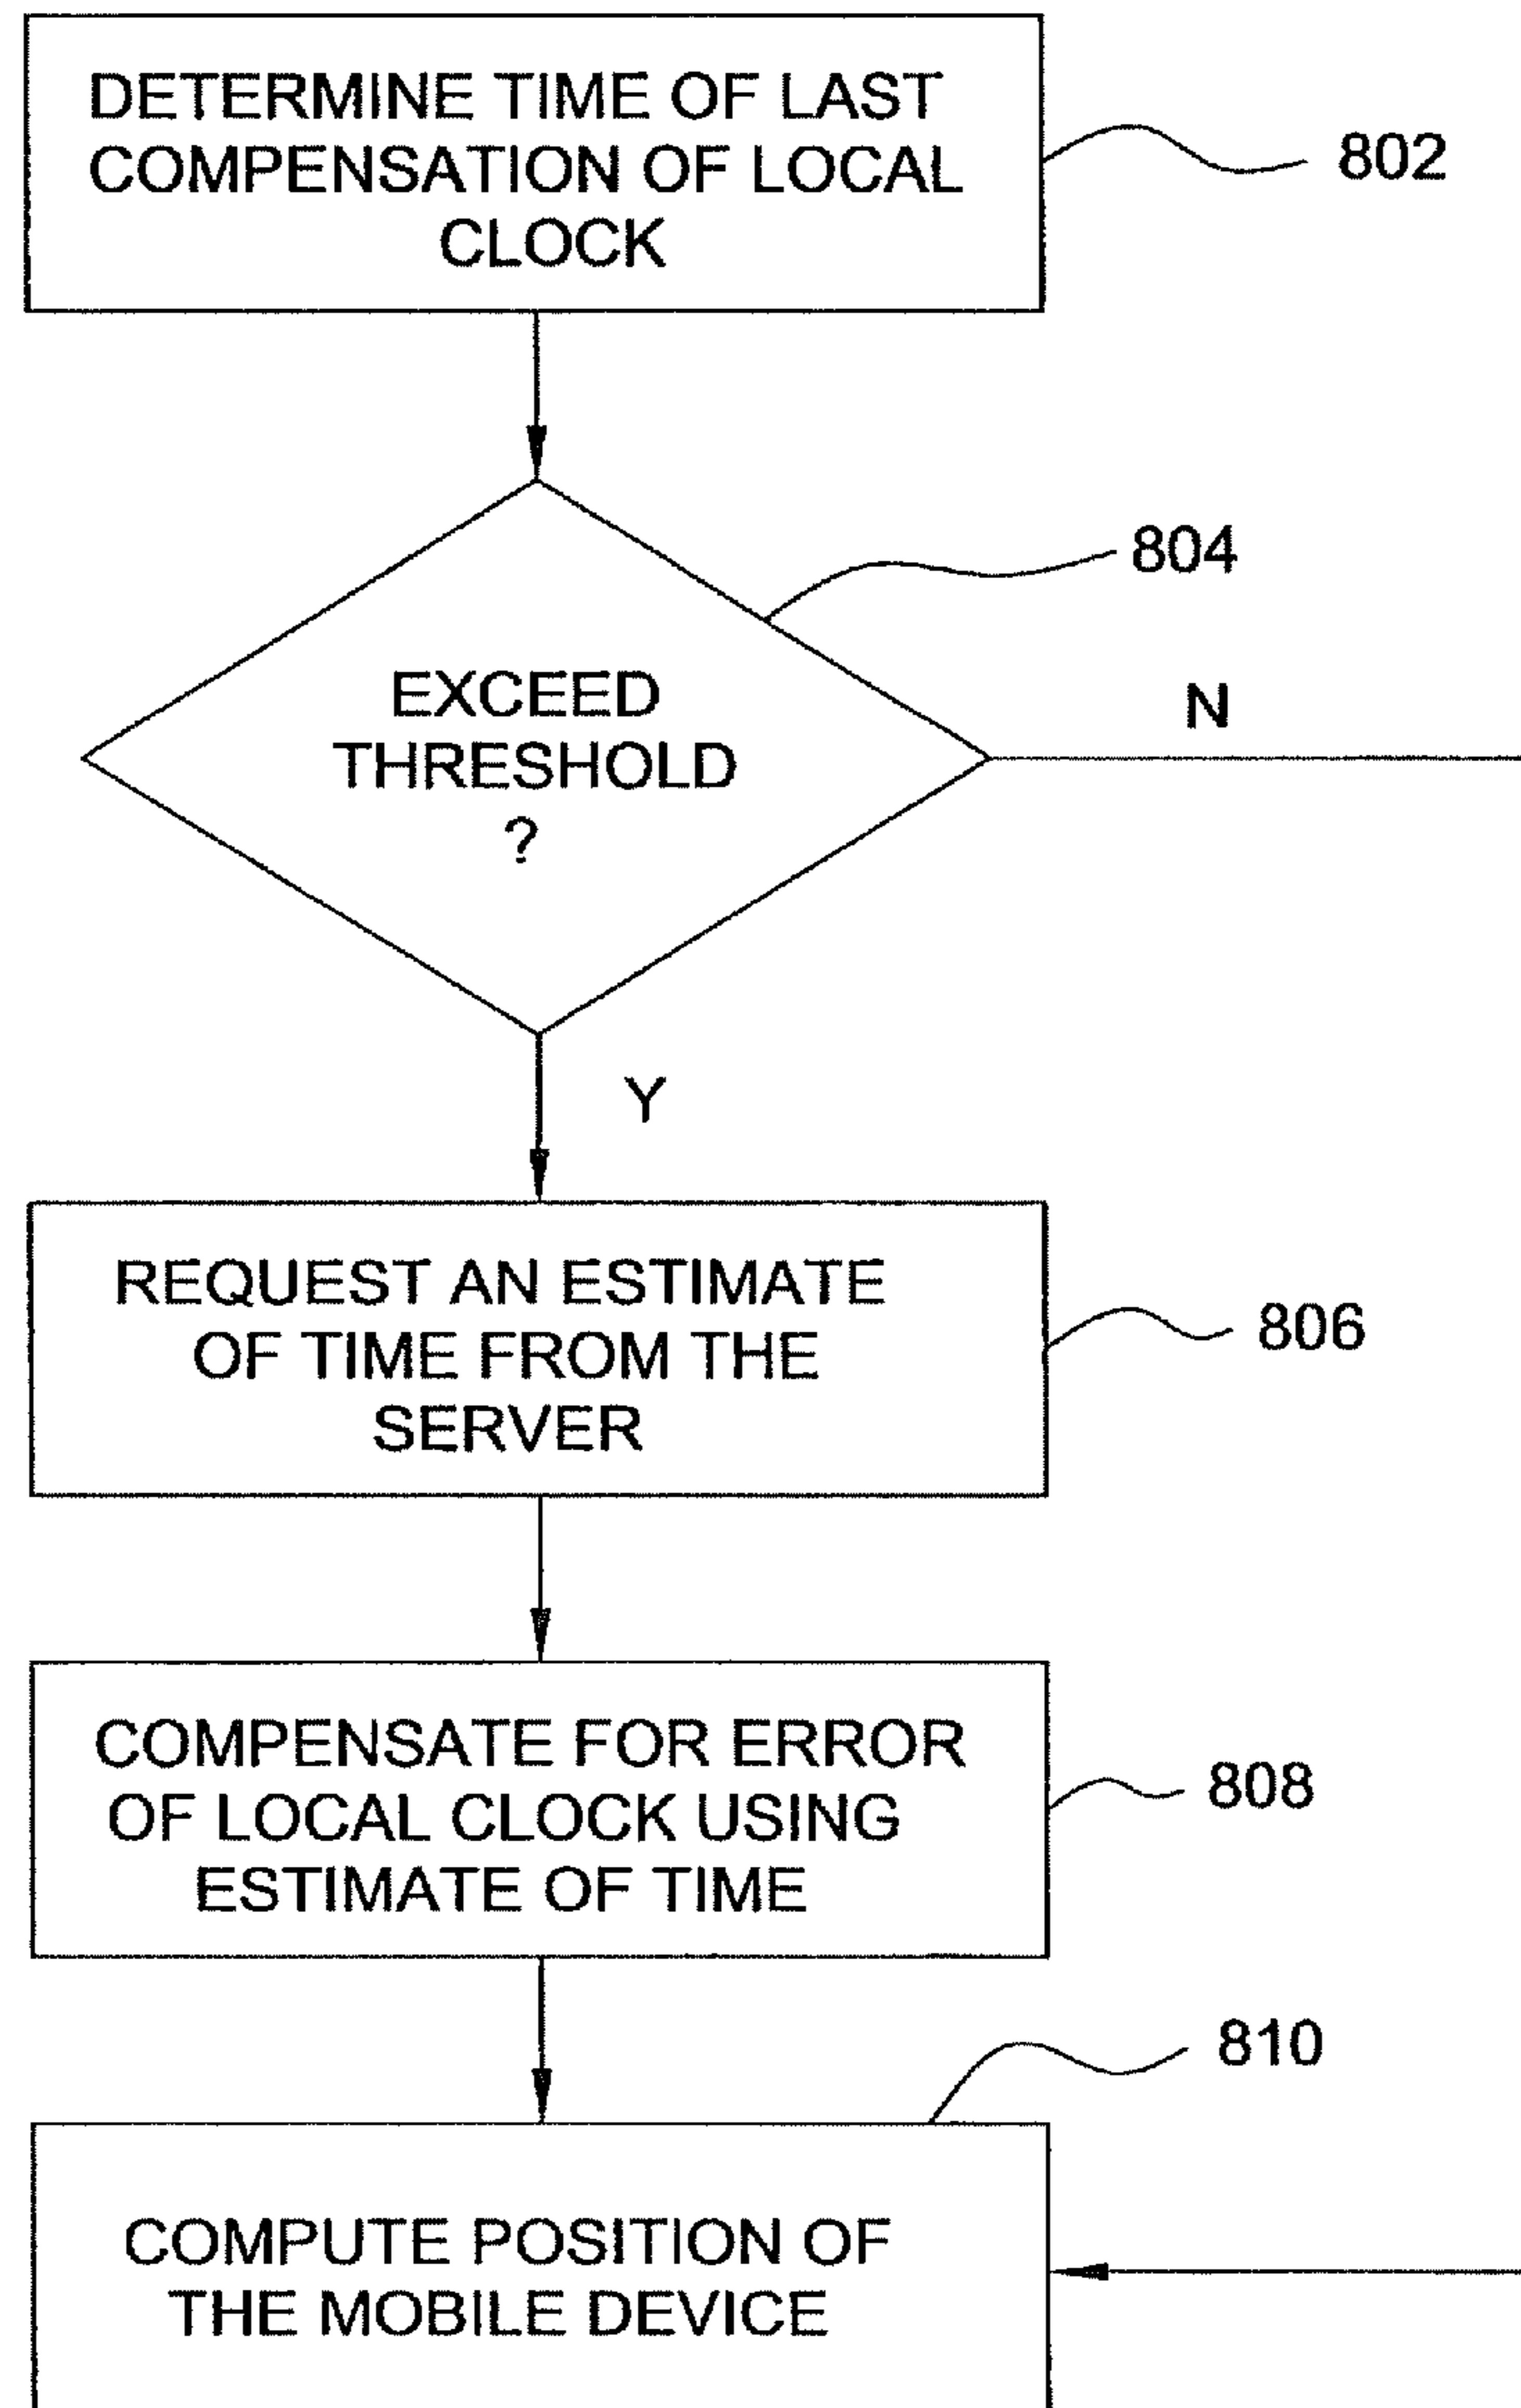 DETERMINE TIME OF LAST
COMPENSATION OF LOCAL
CLOCK
802
804
EXCEED
THRESHOLD
?
N
Y
REQUEST AN ESTIMATE
OF TIME FROM THE
SERVER
806
COMPENSATE FOR ERROR
OF LOCAL CLOCK USING
ESTIMATE OF TIME
808
810
COMPUTE POSITION OF
THE MOBILE DEVICE